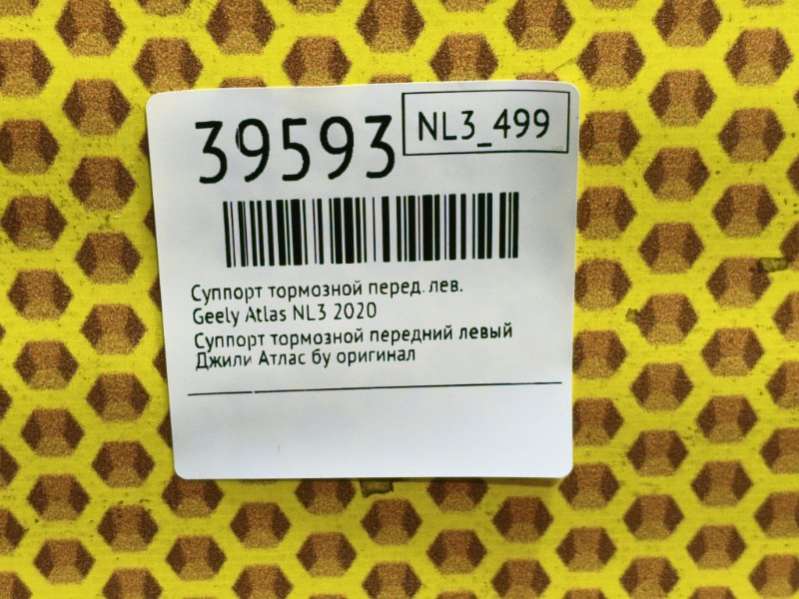 39593
NL3_499
Суппорт тормозной перед. лев.
Geely Atlas NL3 2020
Суппорт тормозной передний левый
Джили Атлас бу оригинал